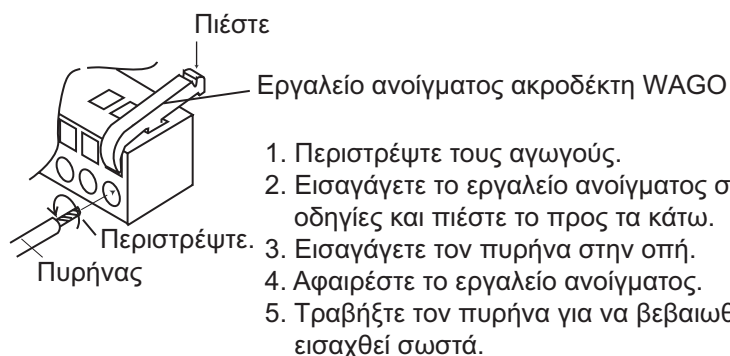 Πιέστε
Εργαλείο ανοίγματος ακροδέκτη WAGO
1. Περιστρέψτε τους αγωγούς.
2. Εισαγάγετε το εργαλείο ανοίγματος
οδηγίες και πιέστε το προς τα κάτω.
3. Εισαγάγετε τον πυρήνα στην οπή.
4. Αφαιρέστε το εργαλείο ανοίγματος.
5. Τραβήξτε τον πυρήνα για να
εισαχθεί σωστά.
Περιστρέψτε.
Πυρήνας